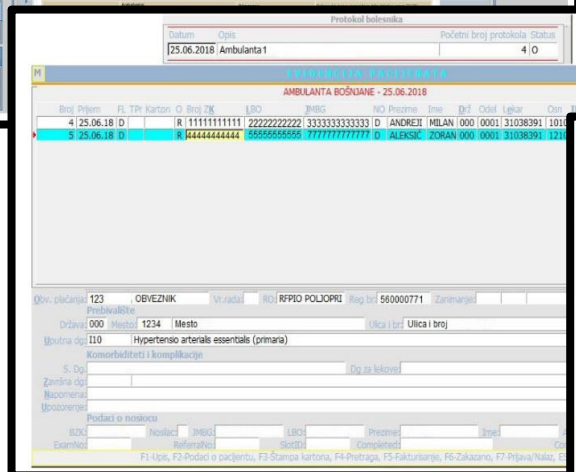 Protokol bolesnika
Datum Opis Početni broj protokola Status
25.06.2018 Ambulanta1 4 O
M EVIDENCIJA PACIJENATA
AMBULANTA BOŠNJANE - 25.06.2018
Broj Prijem FL TPr Karton O Broj ZK LBO JMBG NO Prezime Ime Drž Odel Lekar Osn
4 25.06.18 D R 11111111111 22222222222 3333333333333 D ANDREJI MILAN 000 0001 31038391 1010
5 25.06.18 D R 44444444444 55555555555 7777777777777 D ALEKSIĆ ZORAN 000 0001 31038391 1210
Obv. plaćanja: 123 , OBVEZNIK Vr.rada: RO: RFPIO POLJOPRI Reg br: 560000771 Zanimanje:
Prebivalište
Država: 000 Mesto: 1234 Mesto Ulica i br: Ulica i broj
Uputna dg: I10 Hypertensio arterialis essentialis (primaria)
Komorbiditeti i komplikacije
S. Dg. Dg za lekove:
Završna dg:
Napomena:
Upozorenje:
Podaci o nosiocu
BZK: Nosilac: JMBG: LBO: Prezime: Ime:
ExamNo: ReferralNo: SlotID: Completed:
F1-Upis, F2-Podaci o pacijentu, F3-Štampa kartona, F4-Pretraga, F5-Fakturisanje, F6-Zakazano, F7-Prijava/Nalaz,